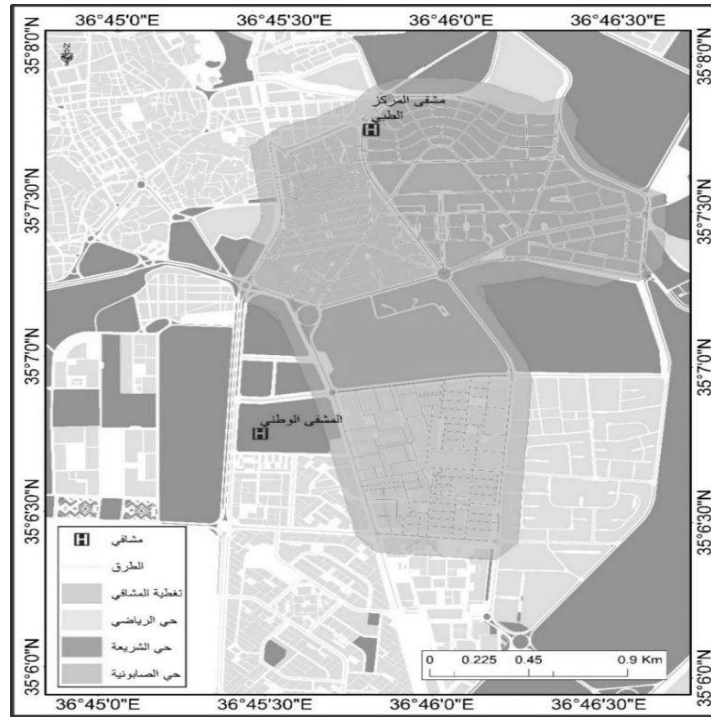 36°45'0"E 36°45'30"E 36°46'0"E 36°46'30"E
35°8'0"N 35°8'0"N
مشفى المركز
الطبي
H
35°7'30"N 35°7'30"N
35°7'0"N 35°7'0"N
المشفى الوطني
H
35°6'30"N 35°6'30"N
H مشافي
الطرق
تغطية المشافي
حي الرياضي
حي الشريعة
حي الصابونية
0 0.225 0.45 0.9 Km
35°6'0"N 35°6'0"N
36°45'0"E 36°45'30"E 36°46'0"E 36°46'30"E